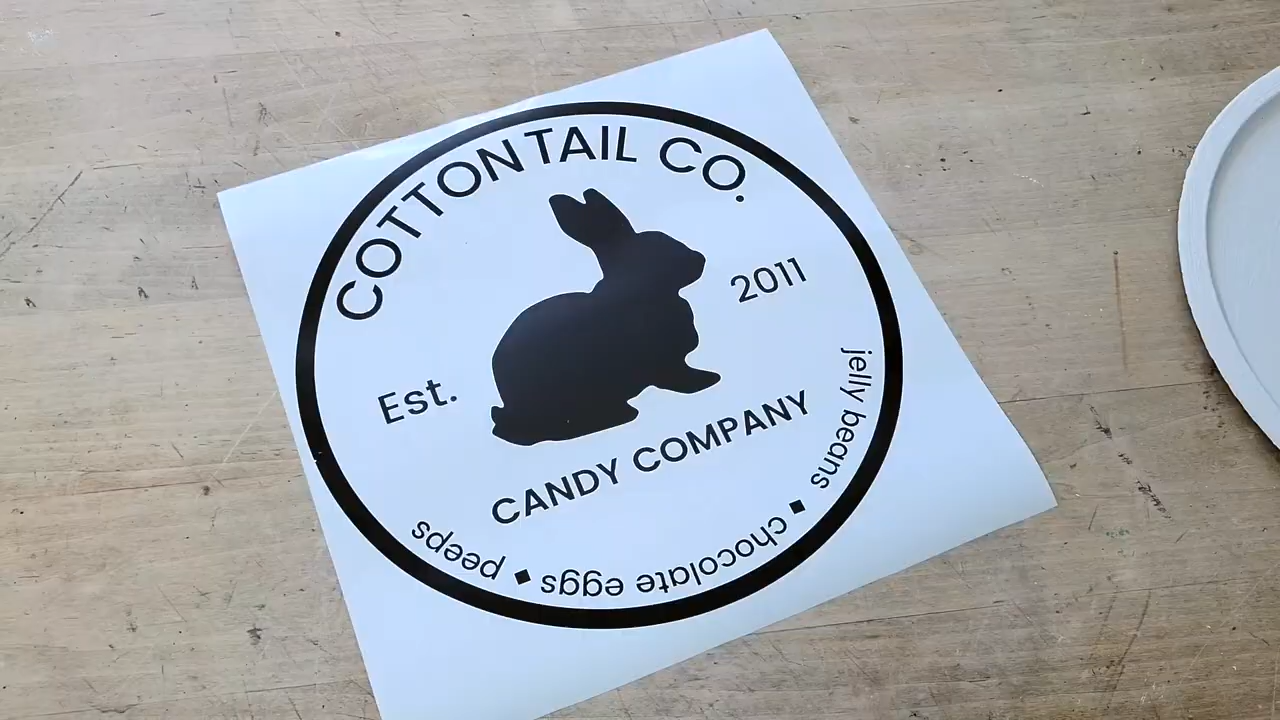 COTTONTAIL CO.
Est. 2011
CANDY COMPANY
jelly beans ▪ chocolate eggs ▪ peeps